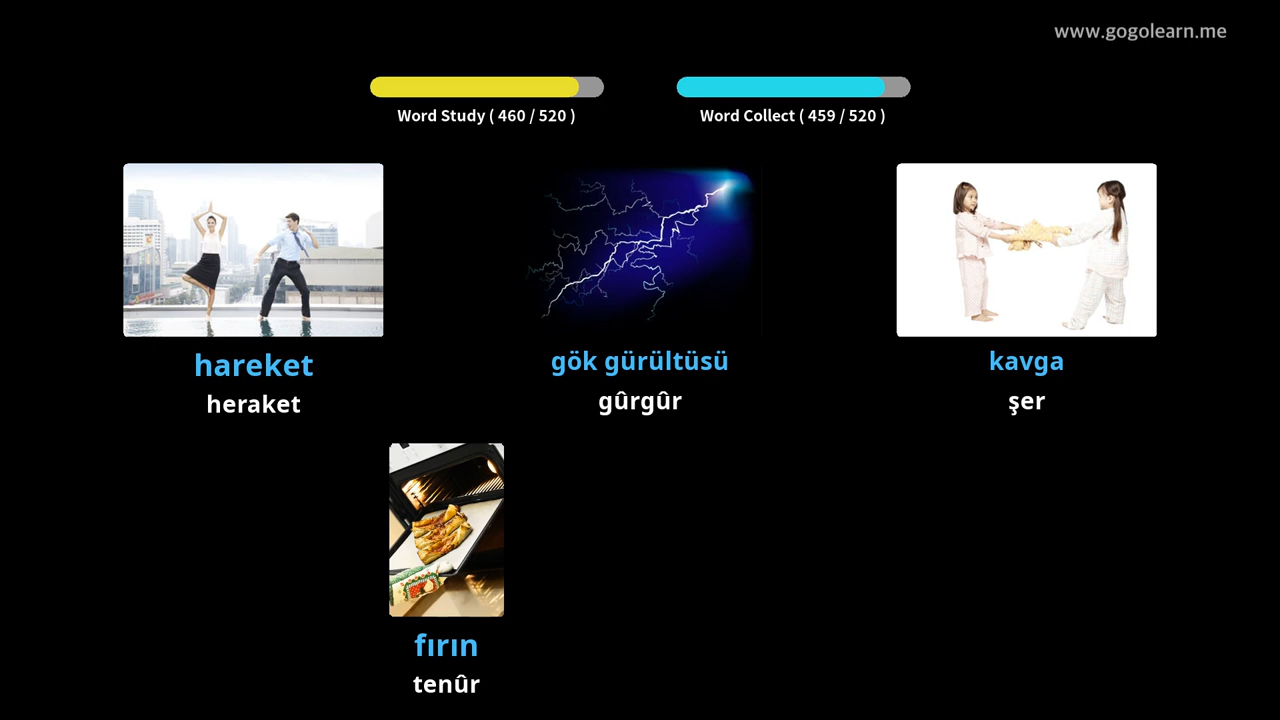 www.gogolearn.me
Word Study ( 460 / 520 )
Word Collect ( 459 / 520 )
hareket
heraket
gök gürültüsü
gûrgûr
kavga
şer
fırın
tenûr